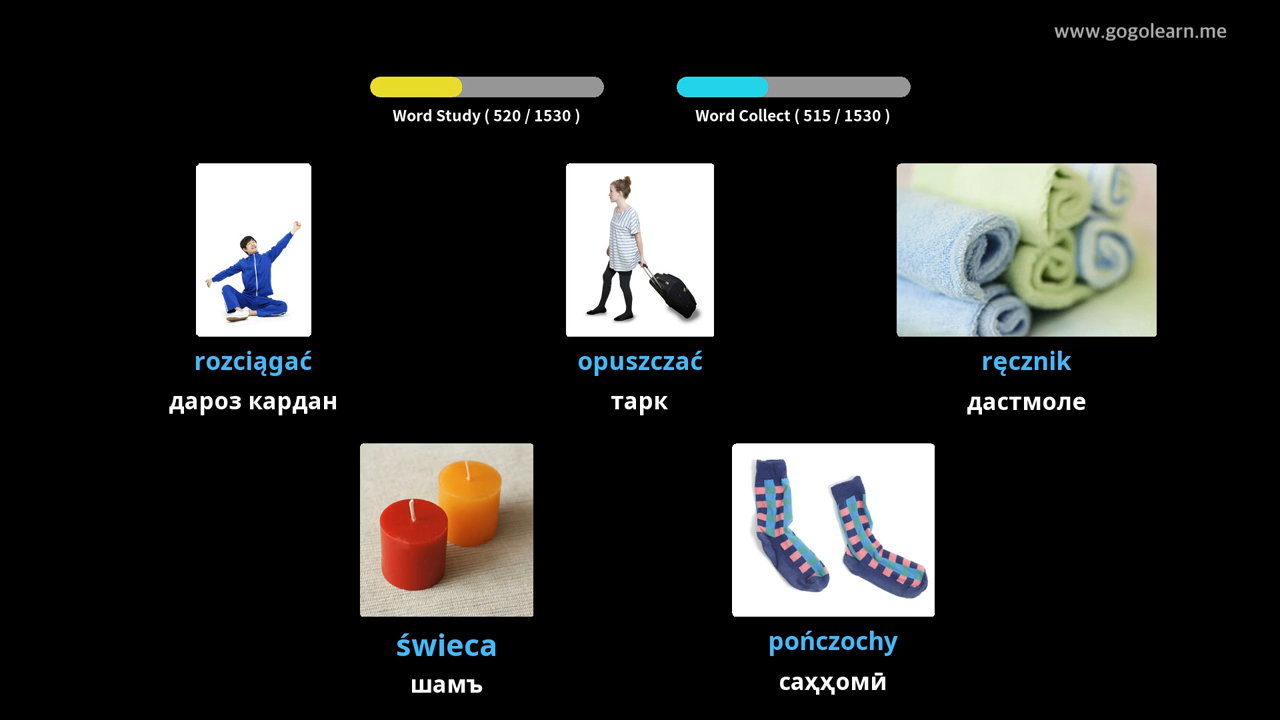 www.gogolearn.me
Word Study ( 520 / 1530 )
Word Collect ( 515 / 1530 )
rozciągać
дароз кардан
opuszczać
тарк
ręcznik
дастмоле
świeca
шамъ
pończochy
саҳҳомӣ